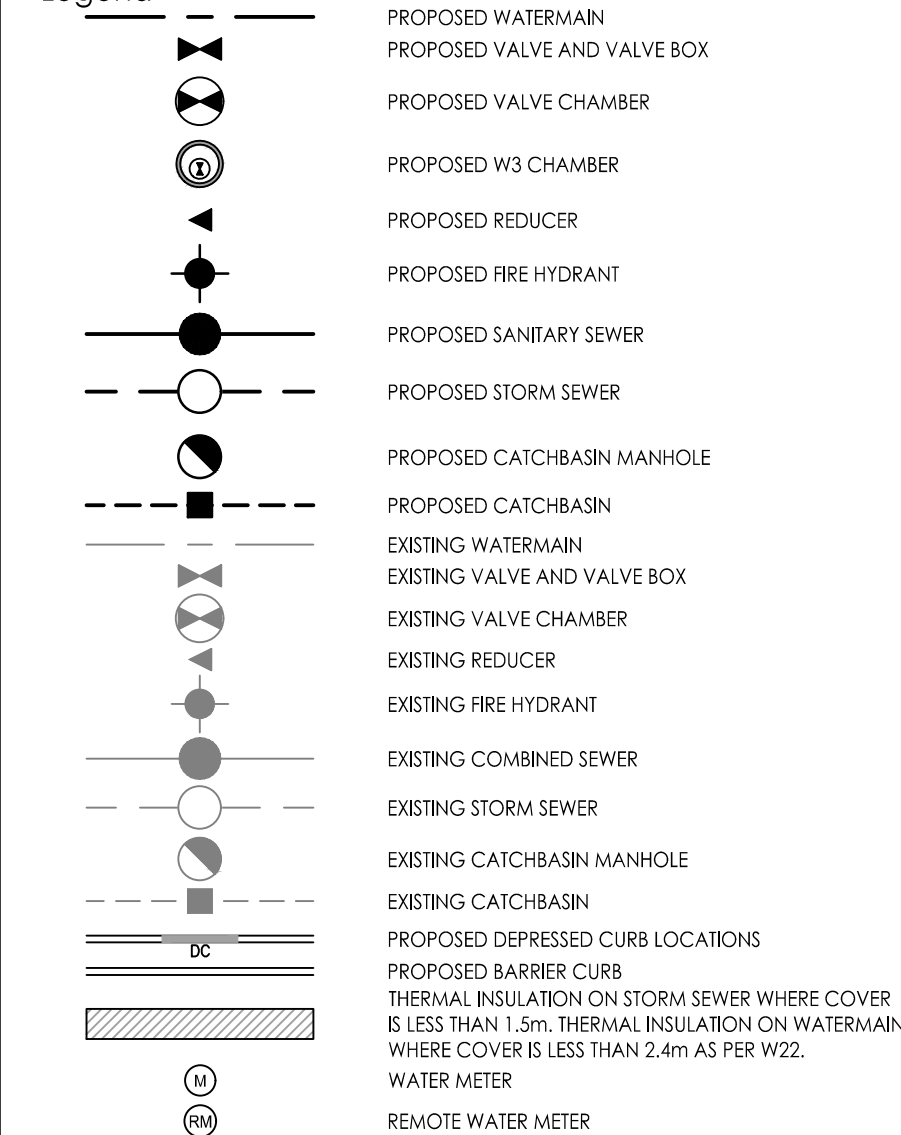 Legend
PROPOSED WATERMAIN
PROPOSED VALVE AND VALVE BOX
PROPOSED VALVE CHAMBER
PROPOSED W3 CHAMBER
PROPOSED REDUCER
PROPOSED FIRE HYDRANT
PROPOSED SANITARY SEWER
PROPOSED STORM SEWER
PROPOSED CATCHBASIN MANHOLE
PROPOSED CATCHBASIN
EXISTING WATERMAIN
EXISTING VALVE AND VALVE BOX
EXISTING VALVE CHAMBER
EXISTING REDUCER
EXISTING FIRE HYDRANT
EXISTING COMBINED SEWER
EXISTING STORM SEWER
EXISTING CATCHBASIN MANHOLE
EXISTING CATCHBASIN
DC PROPOSED DEPRESSED CURB LOCATIONS
PROPOSED BARRIER CURB
THERMAL INSULATION ON STORM SEWER WHERE COVER
IS LESS THAN 1.5m. THERMAL INSULATION ON WATERMAIN
WHERE COVER IS LESS THAN 2.4m AS PER W22.
M WATER METER
RM REMOTE WATER METER